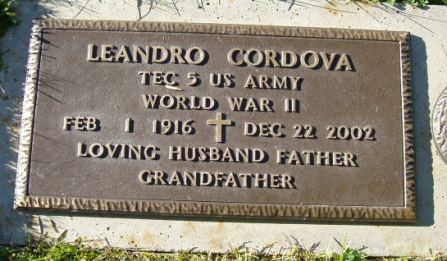 LEANDRO CORDOVA
TEC 5 US ARMY
WORLD WAR II
FEB 1 1916 DEC 22 2002
LOVING HUSBAND FATHER
GRANDFATHER